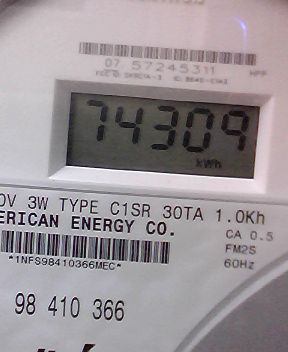 07 57245311
74309
kWh
0V 3W TYPE C1SR 30TA 1.0Kh
ERICAN ENERGY CO.
CA 0.5
FM2S
60Hz
*1NFS98410366MEC*
98 410 366